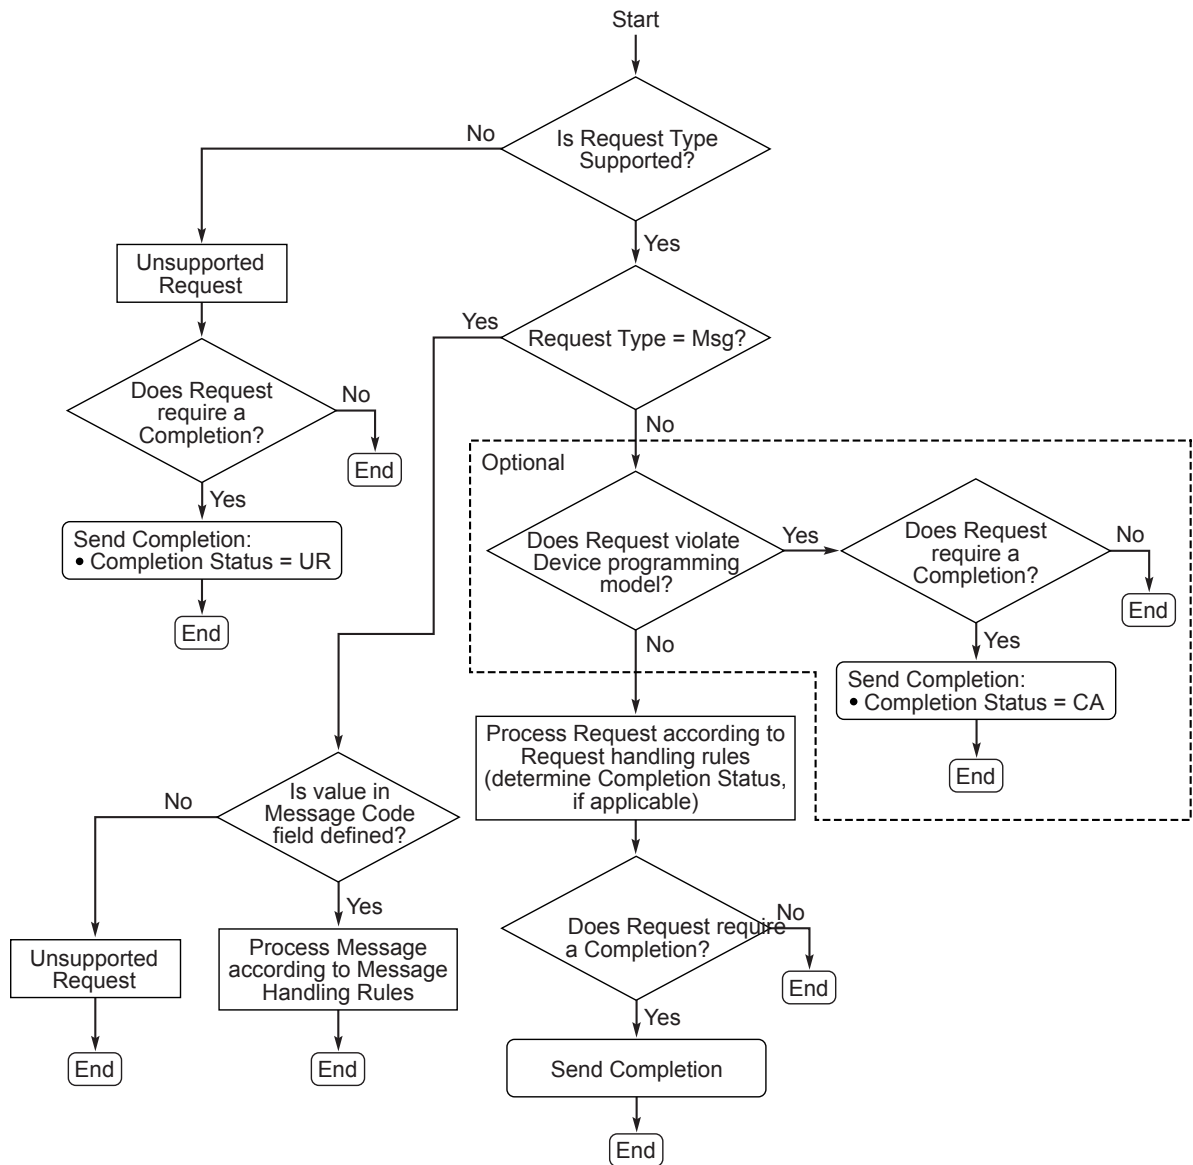 Start
Is Request Type
Supported?
No
Yes
Unsupported
Request
Yes
Request Type = Msg?
Does Request
require a
Completion?
No
No
End
Optional
Yes
Send Completion:
• Completion Status = UR
End
Does Request violate
Device programming
model?
Yes
Does Request
require a
Completion?
No
End
No
Yes
Send Completion:
• Completion Status = CA
End
Process Request according to
Request handling rules
(determine Completion Status,
if applicable)
Is value in
Message Code
field defined?
No
Yes
Does Request require
a Completion?
No
End
Unsupported
Request
Process Message
according to Message
Handling Rules
Yes
End
End
Send Completion
End